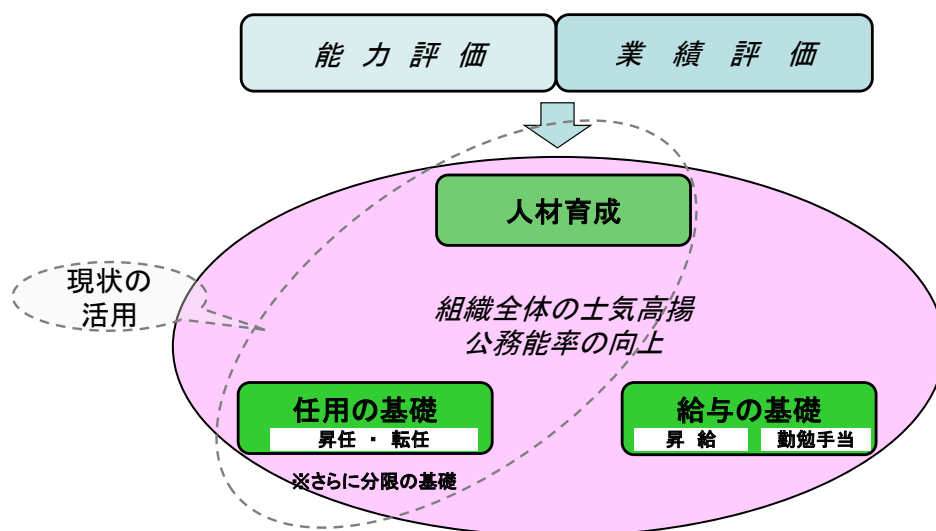 能力評価
業績評価
人材育成
現状の
活用
組織全体の士気高揚
公務能率の向上
任用の基礎
昇任・転任
給与の基礎
昇給
勤勉手当
※さらに分限の基礎